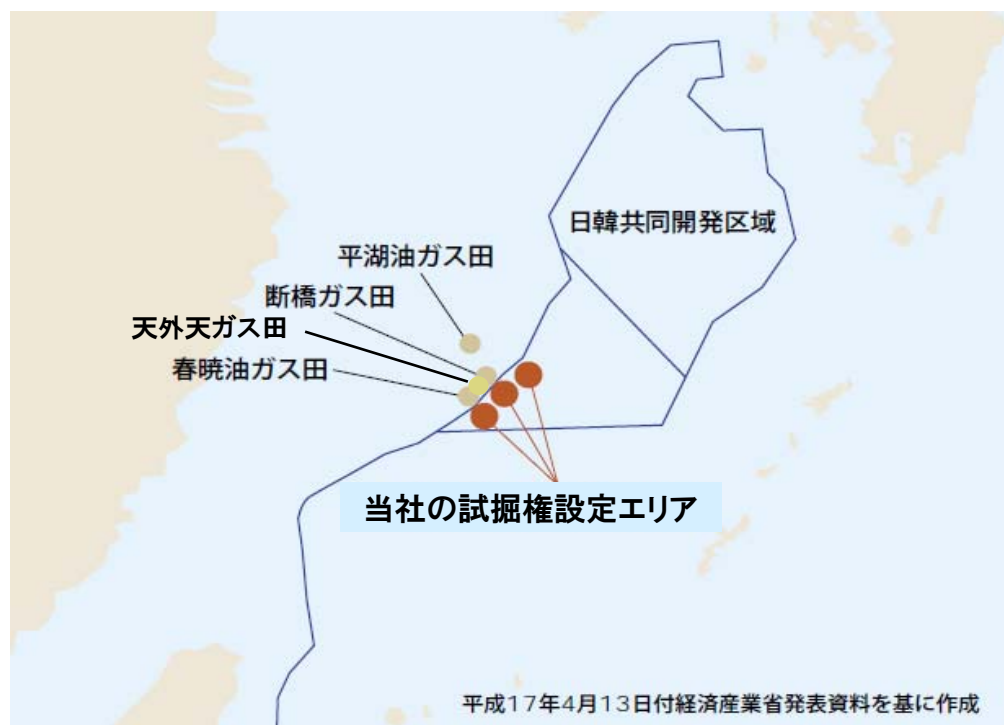 日韓共同開発区域
平湖油ガス田
断橋ガス田
天外天ガス田
春暁油ガス田
当社の試掘権設定エリア
平成17年4月13日付経済産業省発表資料を基に作成